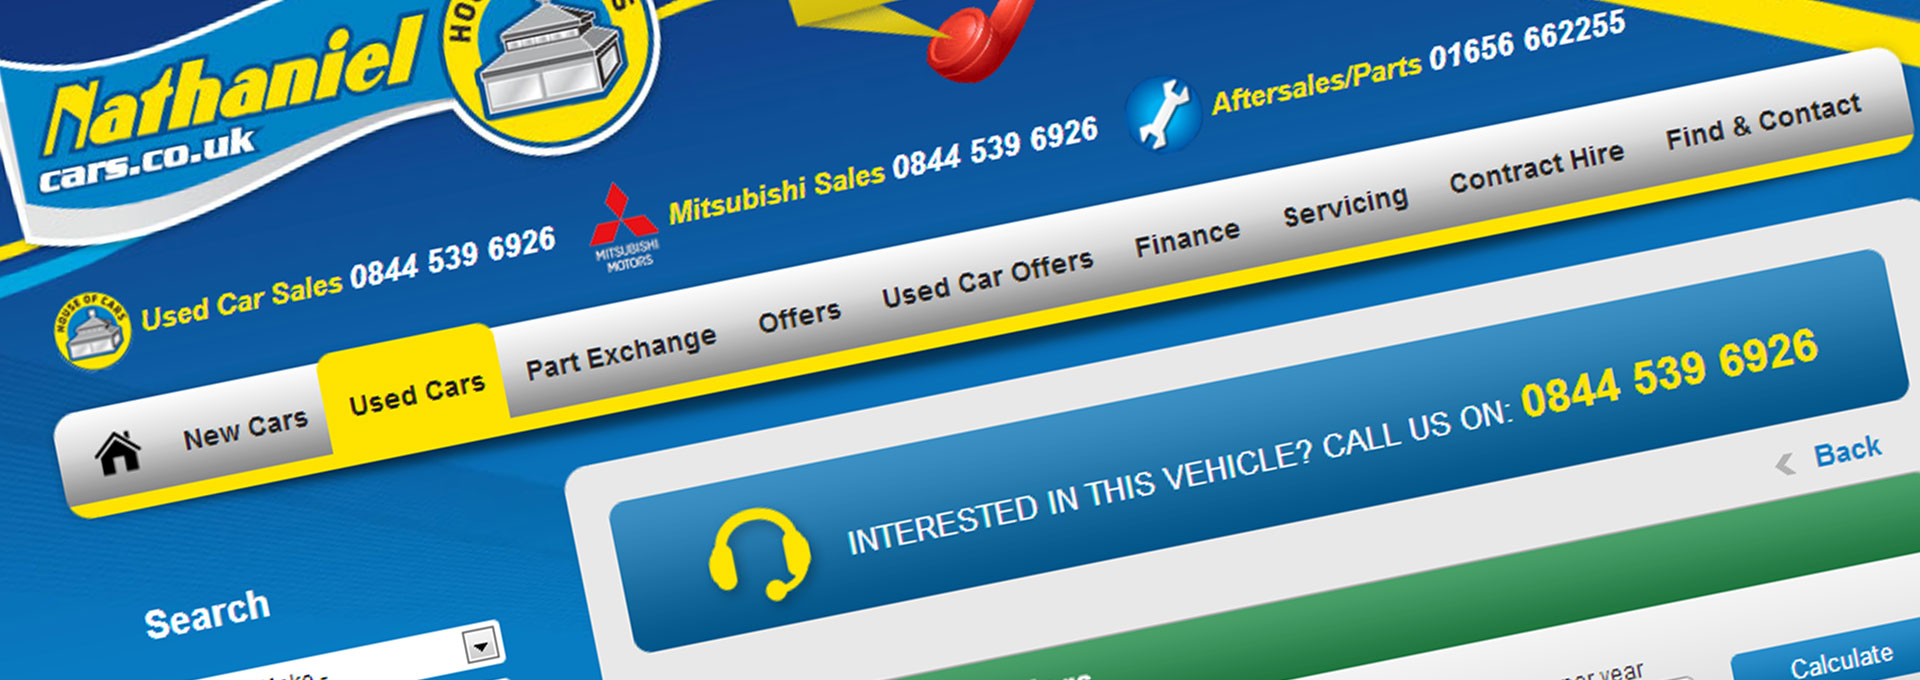 Nathaniel
cars.co.uk
HOUSE OF CARS
Used Car Sales 0844 539 6926
MITSUBISHI
MOTORS
Mitsubishi Sales 0844 539 6926
Aftersales/Parts 01656 662255
New Cars
Used Cars
Part Exchange
Offers
Used Car Offers
Finance
Servicing
Contract Hire
Find & Contact
INTERESTED IN THIS VEHICLE? CALL US ON: 0844 539 6926
Back
Search
year
Calculate